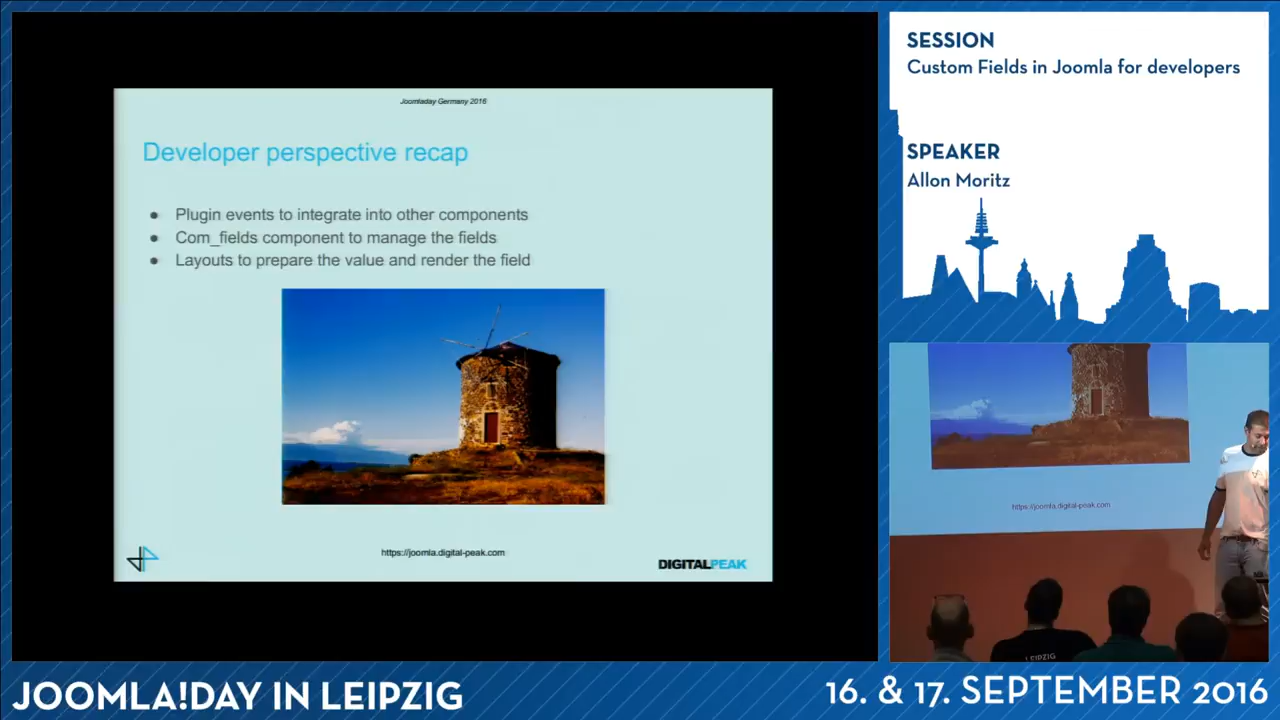 Joomladay Germany 2016
Developer perspective recap
● Plugin events to integrate into other components
● Com_fields component to manage the fields
● Layouts to prepare the value and render the field
https://joomla.digital-peak.com
DIGITALPEAK
SESSION
Custom Fields in Joomla for developers
SPEAKER
Allon Moritz
https://joomla.digital-peak.com
LEIPZIG
JOOMLA!DAY IN LEIPZIG
16. & 17. SEPTEMBER 2016